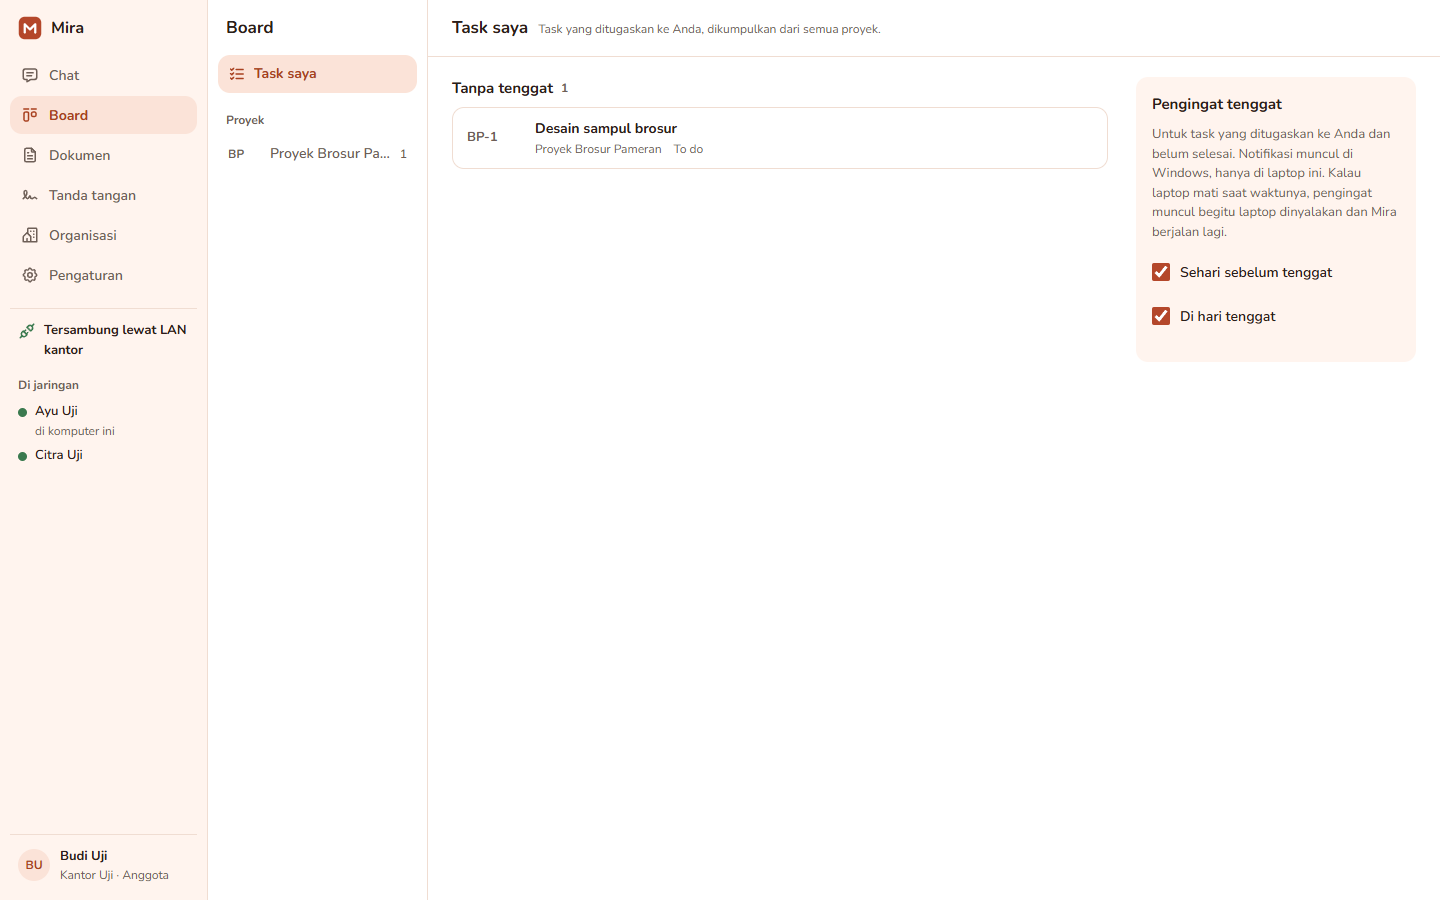 Mira
Chat
Board
Dokumen
Tanda tangan
Organisasi
Pengaturan
Tersambung lewat LAN
kantor
Di jaringan
Ayu Uji
di komputer ini
Citra Uji
BU
Budi Uji
Kantor Uji · Anggota
Board
Task saya
Proyek
BP Proyek Brosur Pa... 1
Task saya Task yang ditugaskan ke Anda, dikumpulkan dari semua proyek.
Tanpa tenggat 1
BP-1
Desain sampul brosur
Proyek Brosur Pameran To do
Pengingat tenggat
Untuk task yang ditugaskan ke Anda dan
belum selesai. Notifikasi muncul di
Windows, hanya di laptop ini. Kalau
laptop mati saat waktunya, pengingat
muncul begitu laptop dinyalakan dan Mira
berjalan lagi.
Sehari sebelum tenggat
Di hari tenggat